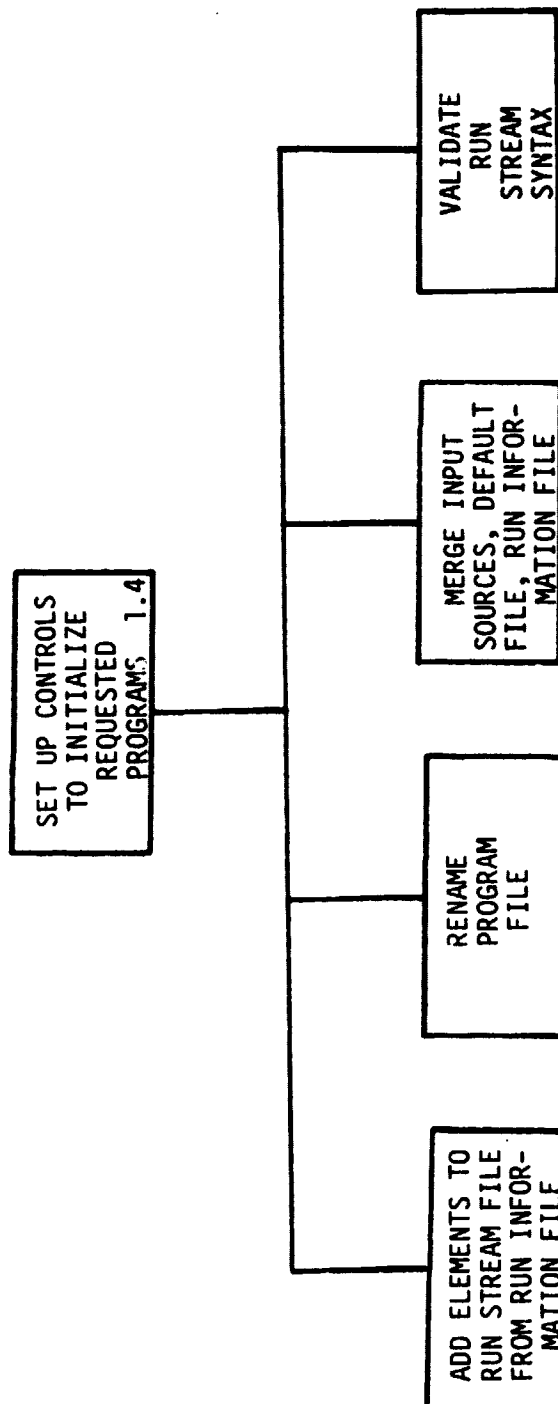 SET UP CONTROLS
TO INITIALIZE
REQUESTED
PROGRAMS 1.4
ADD ELEMENTS TO
RUN STREAM FILE
FROM RUN INFOR-
MATION FILE
RENAME
PROGRAM
FILE
MERGE INPUT
SOURCES, DEFAULT
FILE, RUN INFOR-
MATION FILE
VALIDATE
RUN
STREAM
SYNTAX